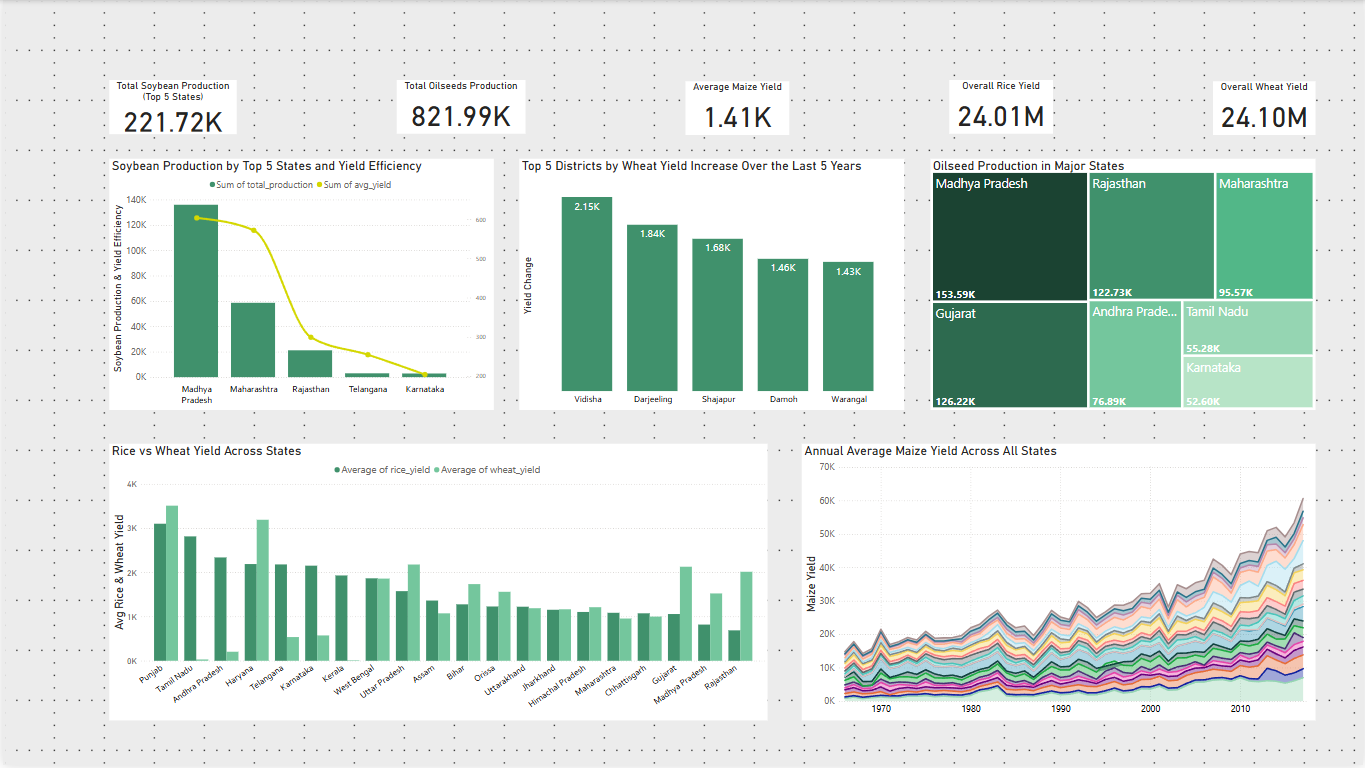 Total Soybean Production
(Top 5 States)
221.72K
Total Oilseeds Production
821.99K
Average Maize Yield
1.41K
Overall Rice Yield
24.01M
Overall Wheat Yield
24.10M
Soybean Production by Top 5 States and Yield Efficiency
Sum of total_production Sum of avg_yield
Soybean Production & Yield Efficiency
140K
120K
100K
80K
60K
40K
20K
0K
600
500
400
300
200
Madhya
Pradesh
Maharashtra
Rajasthan
Telangana
Karnataka
Top 5 Districts by Wheat Yield Increase Over the Last 5 Years
Yield Change
2.15K
1.84K
1.68K
1.46K
1.43K
Vidisha
Darjeeling
Shajapur
Damoh
Warangal
Oilseed Production in Major States
Madhya Pradesh
153.59K
Gujarat
126.22K
Rajasthan
122.73K
Maharashtra
95.57K
Andhra Prade...
76.89K
Tamil Nadu
55.28K
Karnataka
52.60K
Rice vs Wheat Yield Across States
Average of rice_yield Average of wheat_yield
Avg Rice & Wheat Yield
4K
3K
2K
1K
0K
Punjab
Tamil Nadu
Andhra Pradesh
Haryana
Telangana
Karnataka
Kerala
West Bengal
Uttar Pradesh
Assam
Bihar
Orissa
Uttarakhand
Jharkhand
Himachal Pradesh
Maharashtra
Chhattisgarh
Gujarat
Madhya Pradesh
Rajasthan
Annual Average Maize Yield Across All States
Maize Yield
70K
60K
50K
40K
30K
20K
10K
0K
1970
1980
1990
2000
2010